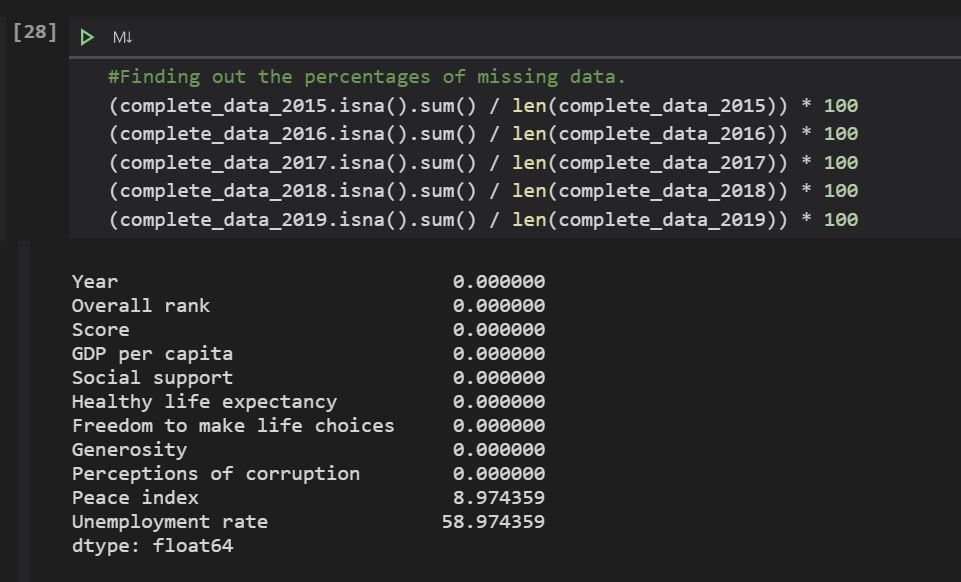 [28]
M↓
#Finding out the percentages of missing data.
(complete_data_2015.isna().sum() / len(complete_data_2015)) * 100
(complete_data_2016.isna().sum() / len(complete_data_2016)) * 100
(complete_data_2017.isna().sum() / len(complete_data_2017)) * 100
(complete_data_2018.isna().sum() / len(complete_data_2018)) * 100
(complete_data_2019.isna().sum() / len(complete_data_2019)) * 100
Year 0.000000
Overall rank 0.000000
Score 0.000000
GDP per capita 0.000000
Social support 0.000000
Healthy life expectancy 0.000000
Freedom to make life choices 0.000000
Generosity 0.000000
Perceptions of corruption 0.000000
Peace index 8.974359
Unemployment rate 58.974359
dtype: float64